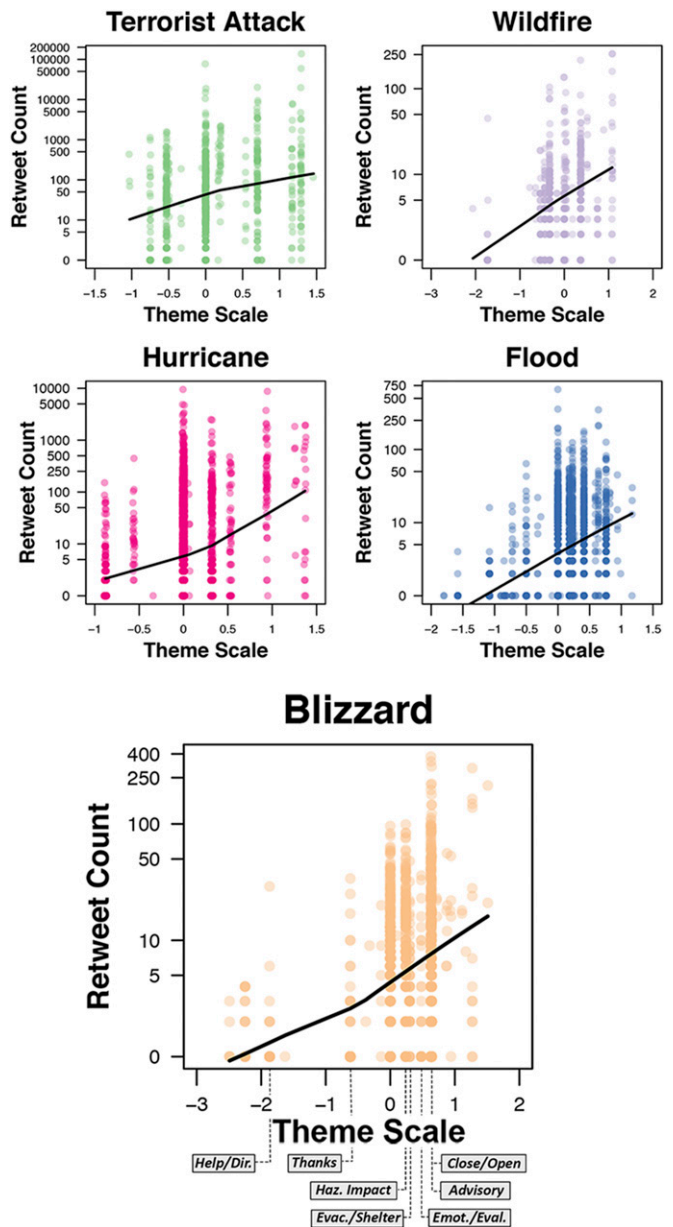 Terrorist Attack
Wildfire
Retweet Count
200000
100000
50000
10000
5000
1000
500
100
50
10
5
0
−1.5 −1 −0.5 0 0.5 1 1.5
Theme Scale
Retweet Count
250
100
50
10
5
0
−3 −2 −1 0 1 2
Theme Scale
Hurricane
Flood
Retweet Count
10000
5000
1000
500
250
100
50
10
5
0
−1 −0.5 0 0.5 1 1.5
Theme Scale
Retweet Count
750
500
250
100
50
10
5
0
−2 −1.5 −1 −0.5 0 0.5 1 1.5
Theme Scale
Blizzard
Retweet Count
400
250
100
50
10
5
0
−3 −2 −1 0 1 2
Theme Scale
Help/Dir. Thanks Close/Open
Haz. Impact Advisory
Evac./Shelter Emot./Eval.